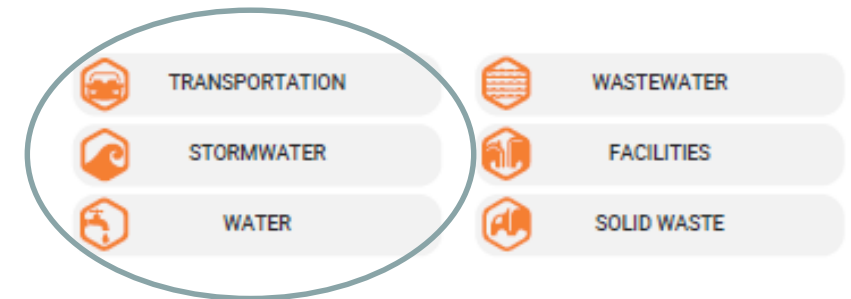 TRANSPORTATION
STORMWATER
WATER
WASTEWATER
FACILITIES
SOLID WASTE